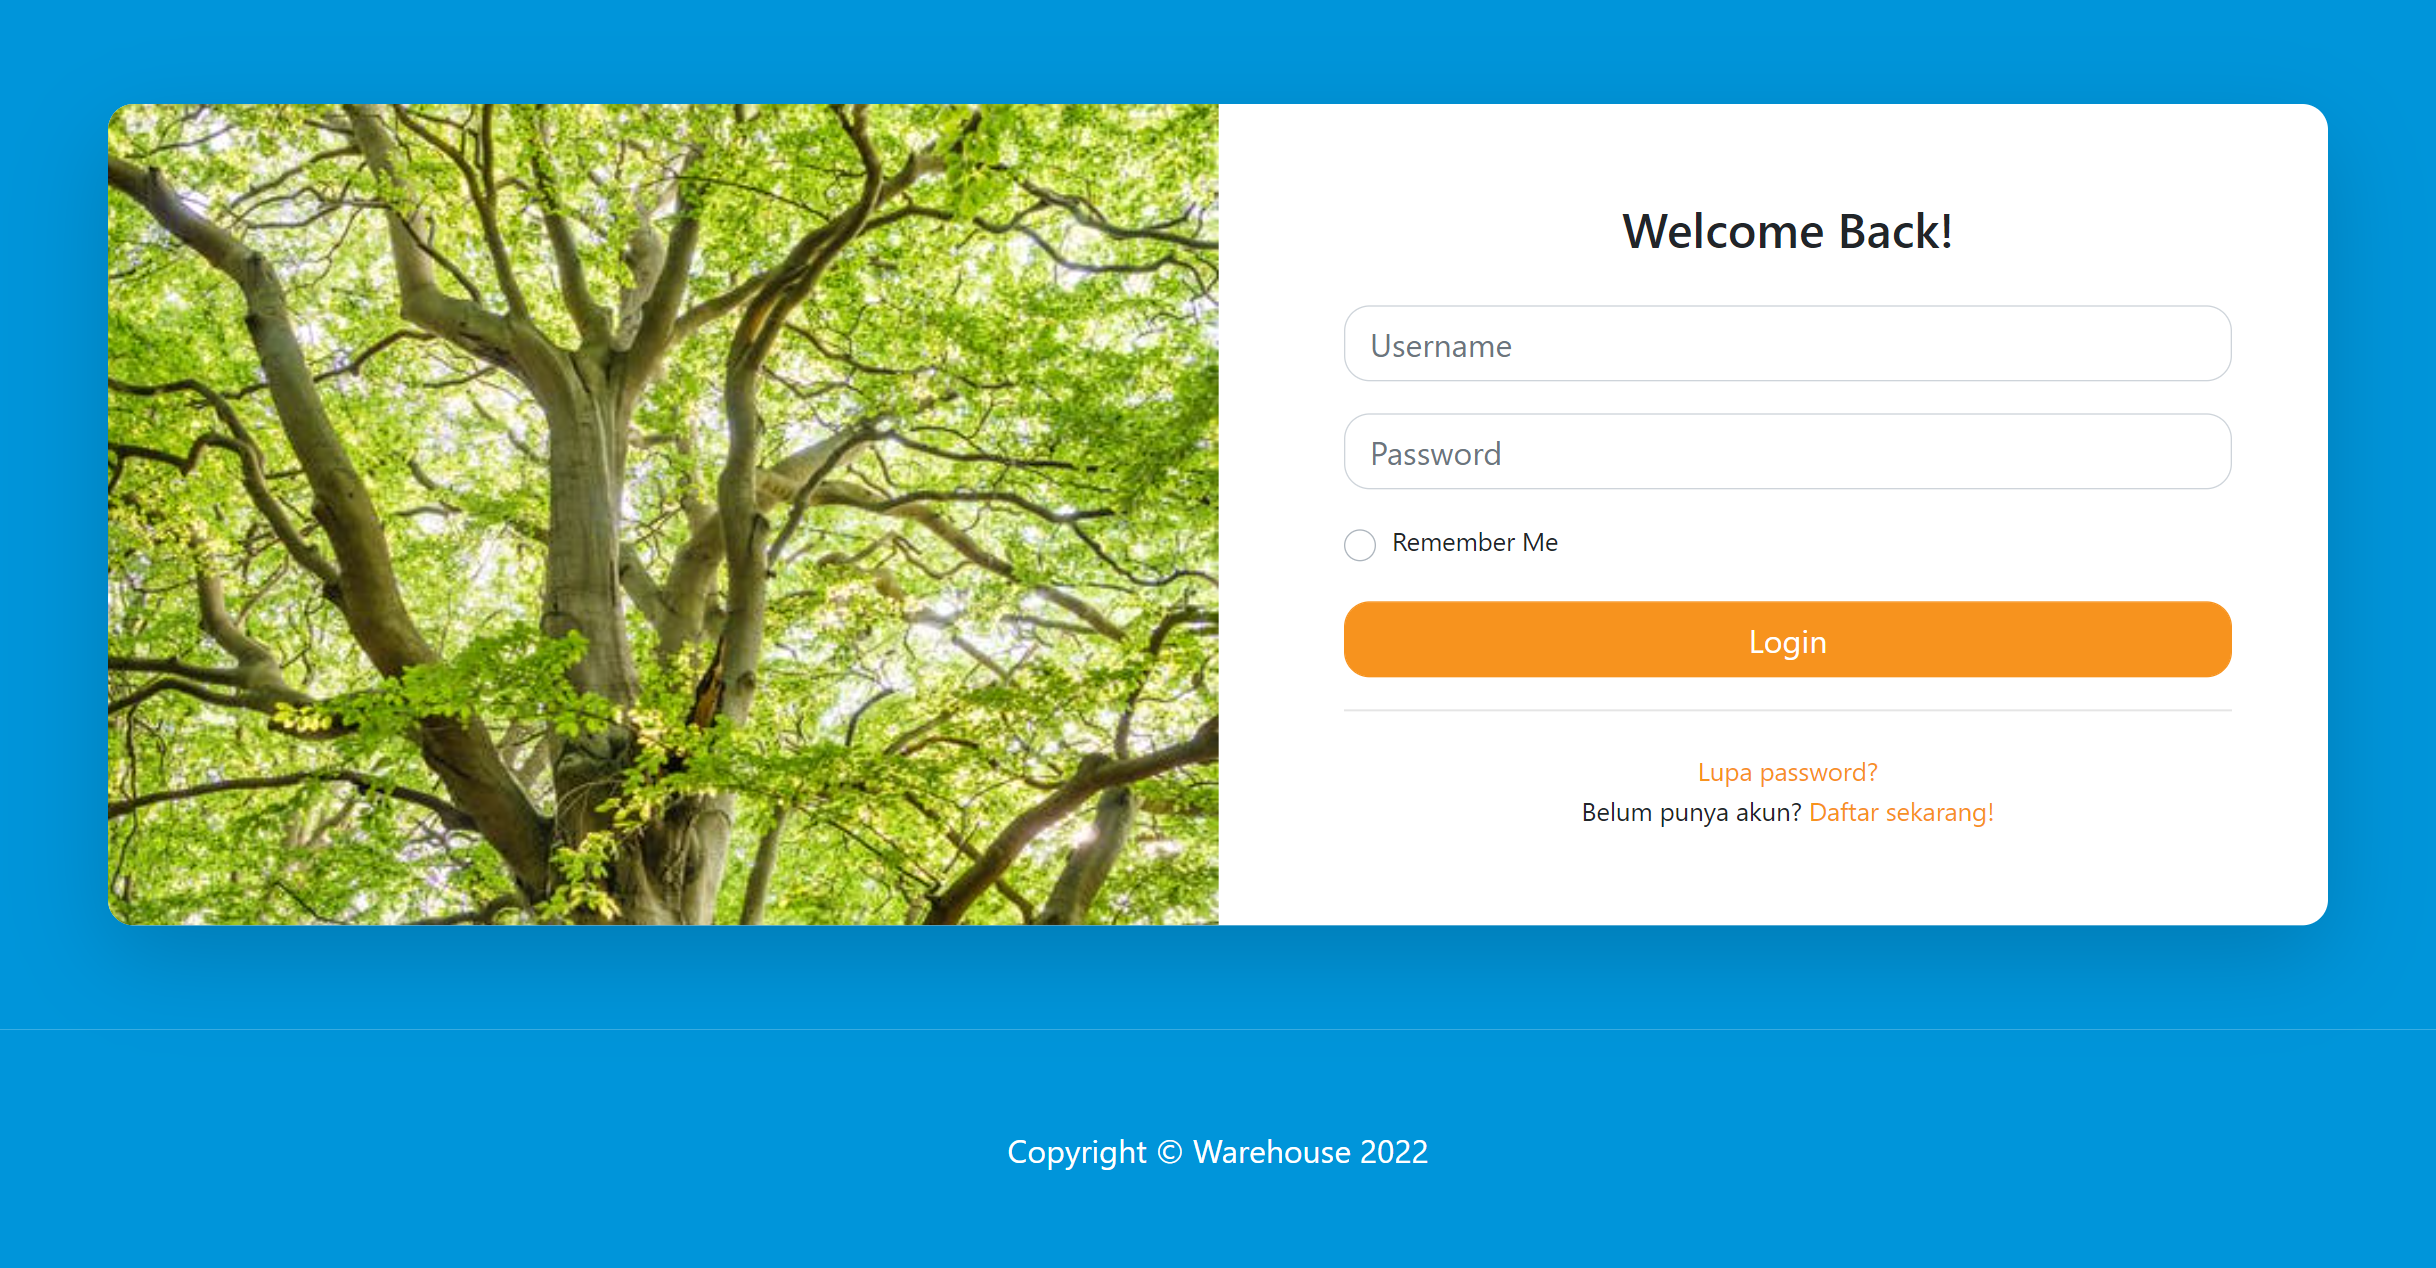 Welcome Back!
Username
Password
Remember Me
Login
Lupa password?
Belum punya akun? Daftar sekarang!
Copyright © Warehouse 2022